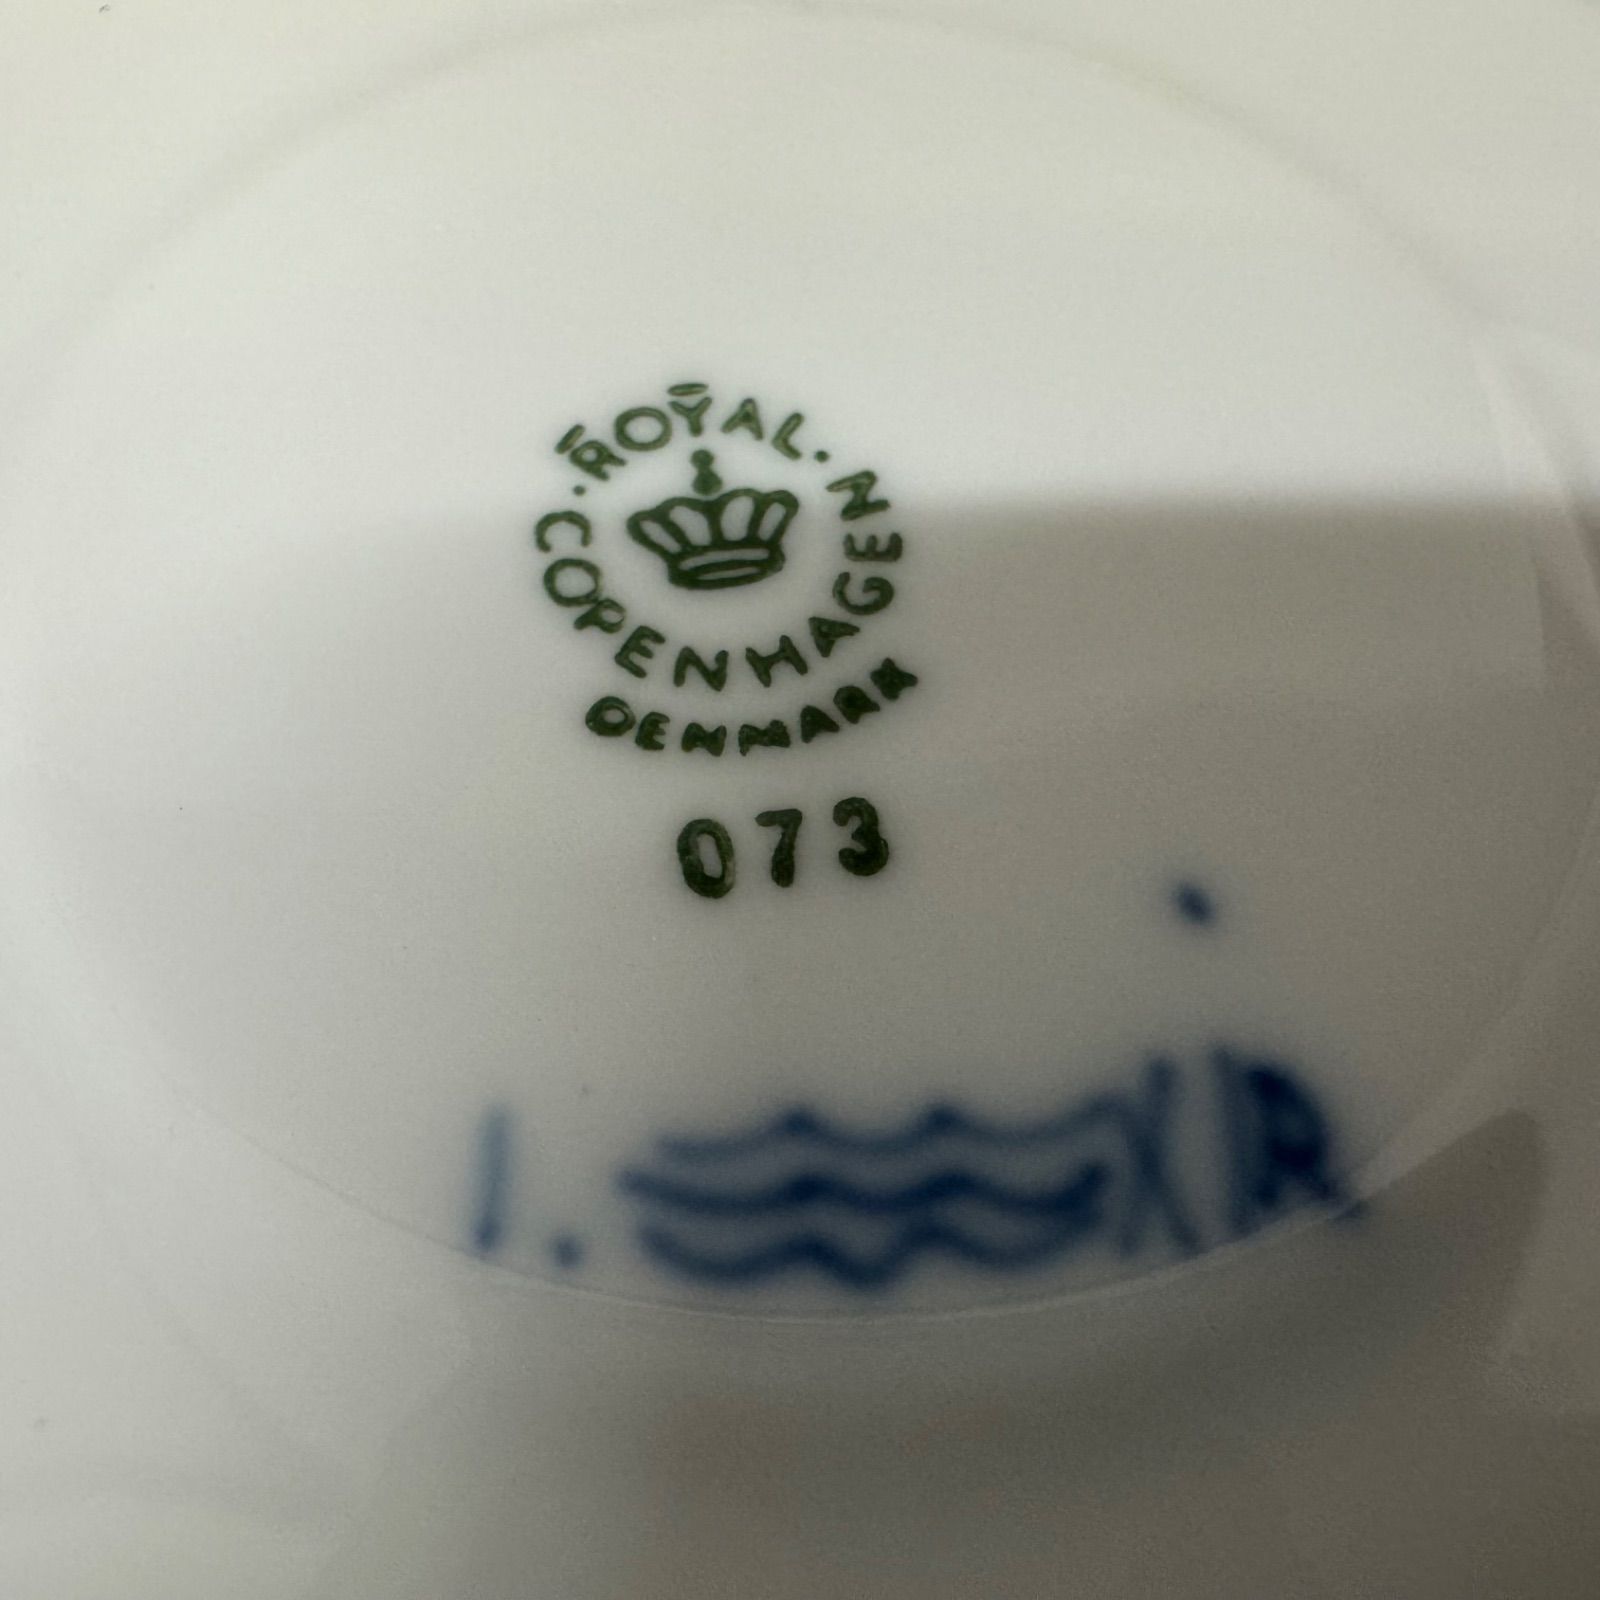 ROYAL
COPENHAGEN
DENMARK
073